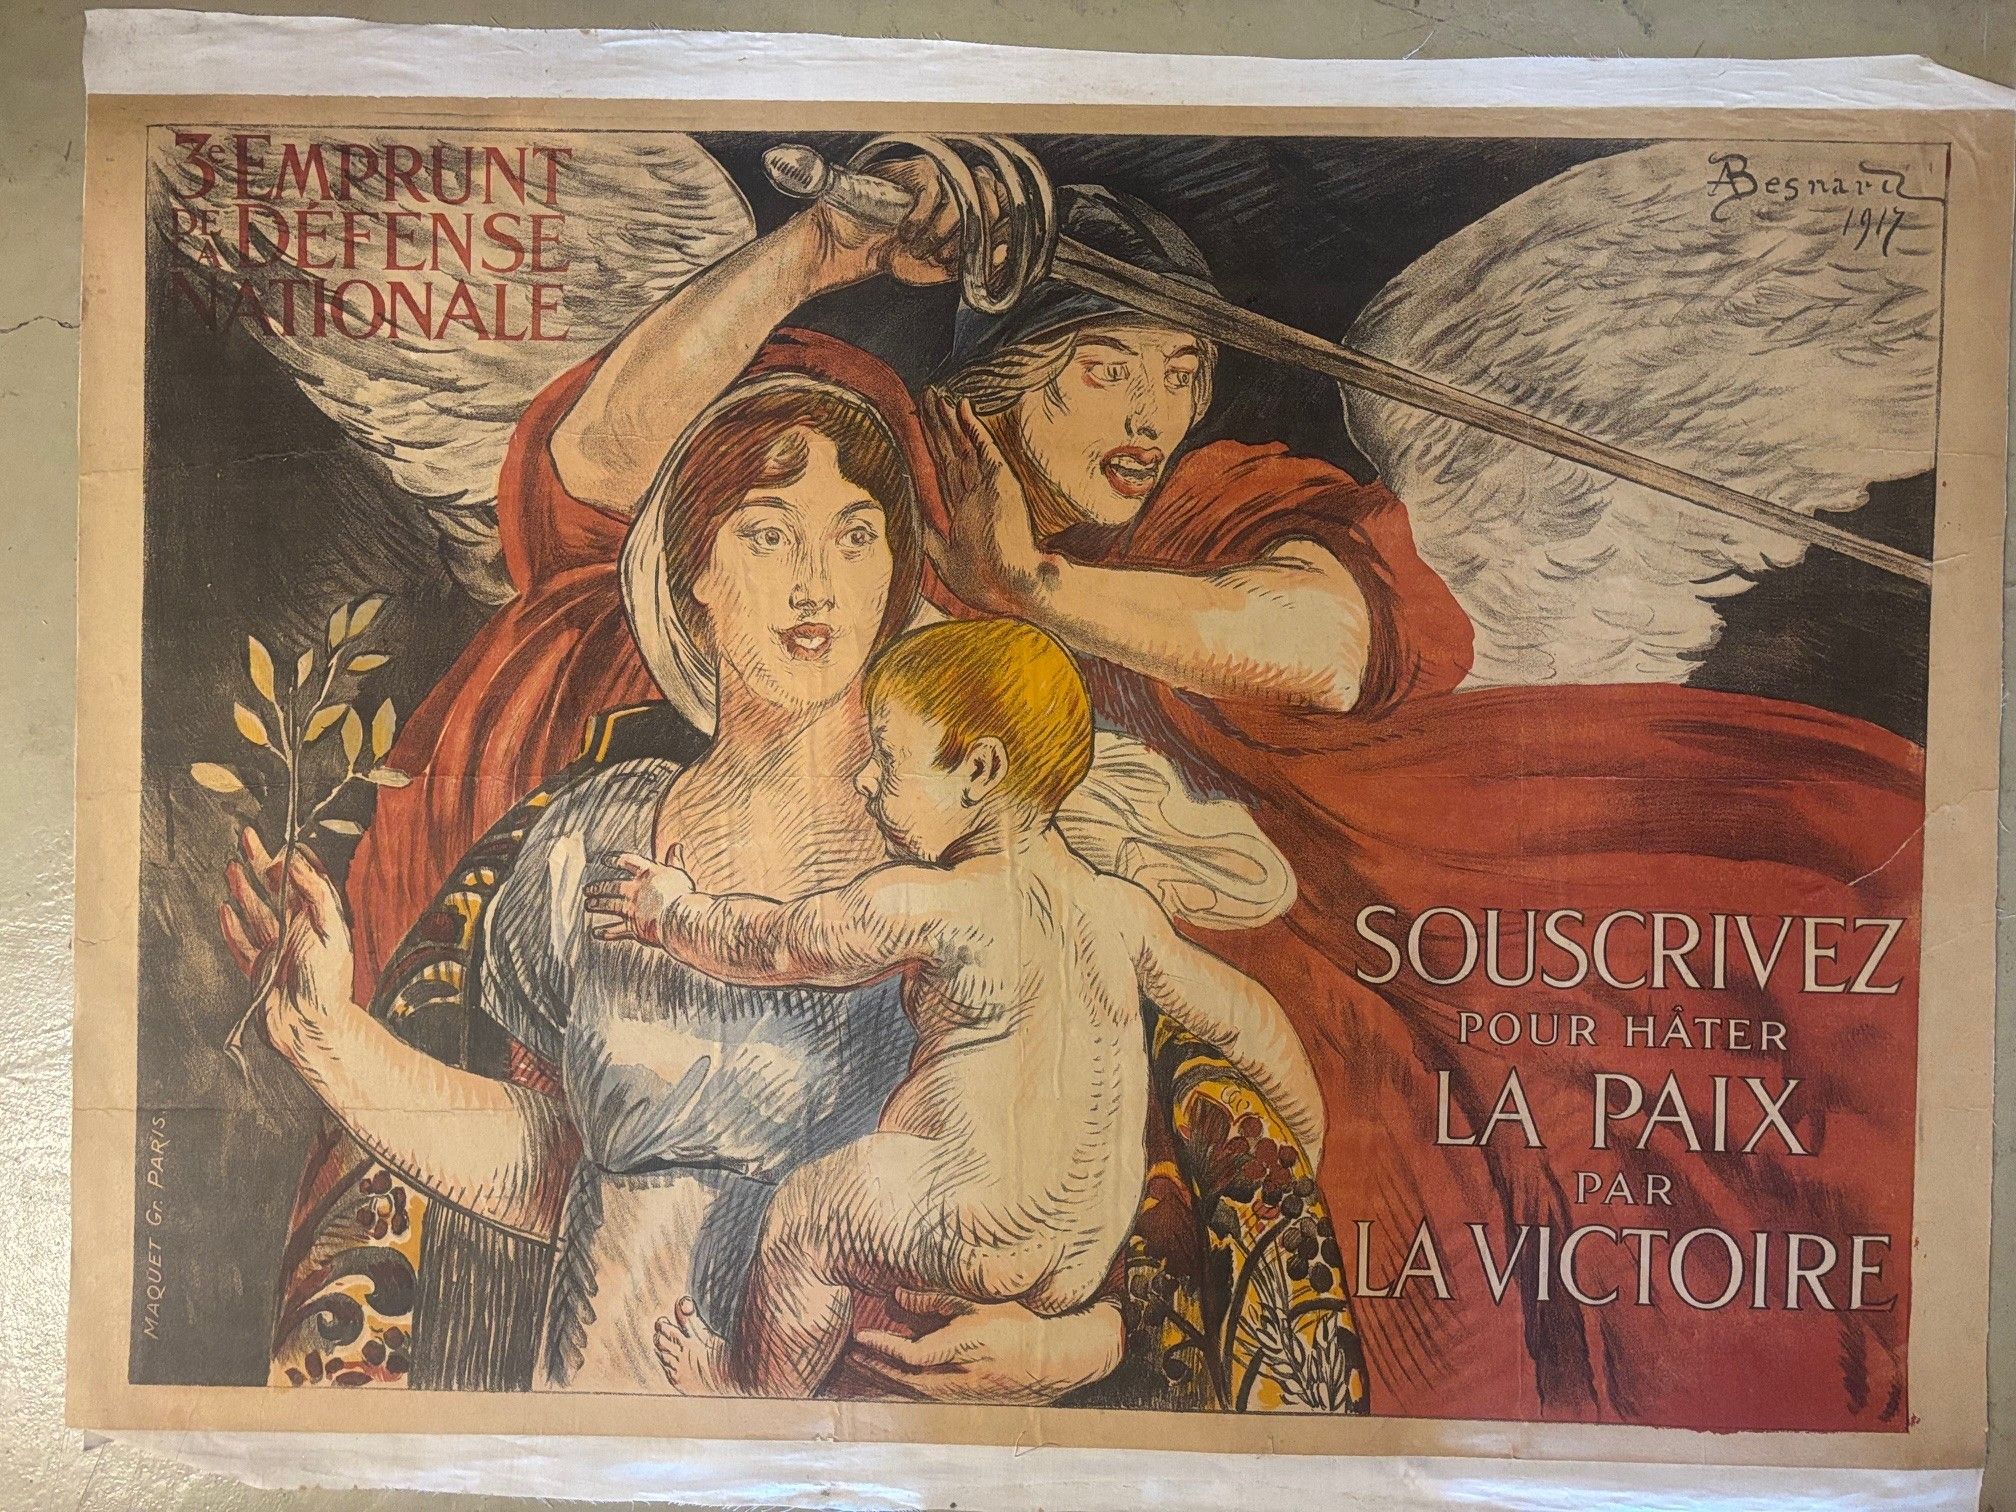 3e EMPRUNT
DE LA DÉFENSE
NATIONALE
ABesnard
1917
SOUSCRIVEZ
POUR HÂTER
LA PAIX
PAR
LA VICTOIRE
MAQUET Gr. PARIS.